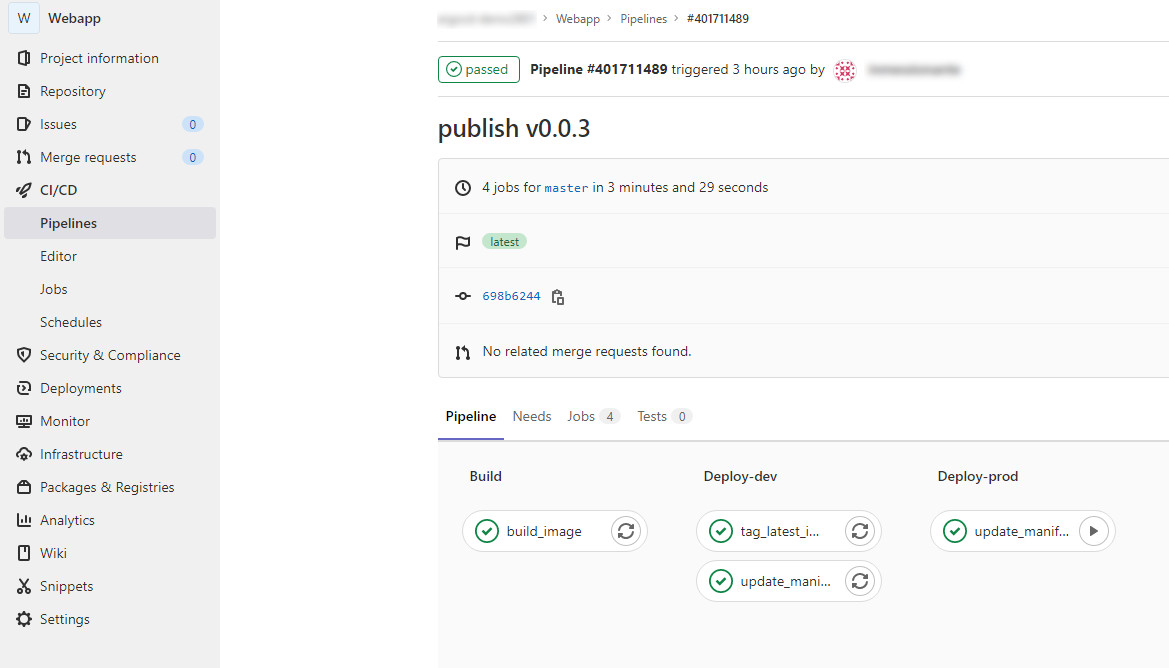 W Webapp
Project information
Repository
Issues 0
Merge requests 0
CI/CD
Pipelines
Editor
Jobs
Schedules
Security & Compliance
Deployments
Monitor
Infrastructure
Packages & Registries
Analytics
Wiki
Snippets
Settings
> Webapp > Pipelines > #401711489
passed Pipeline #401711489 triggered 3 hours ago by
publish v0.0.3
4 jobs for master in 3 minutes and 29 seconds
latest
698b6244
No related merge requests found.
Pipeline Needs Jobs 4 Tests 0
Build Deploy-dev Deploy-prod
build_image tag_latest_i... update_manif...
update_mani...